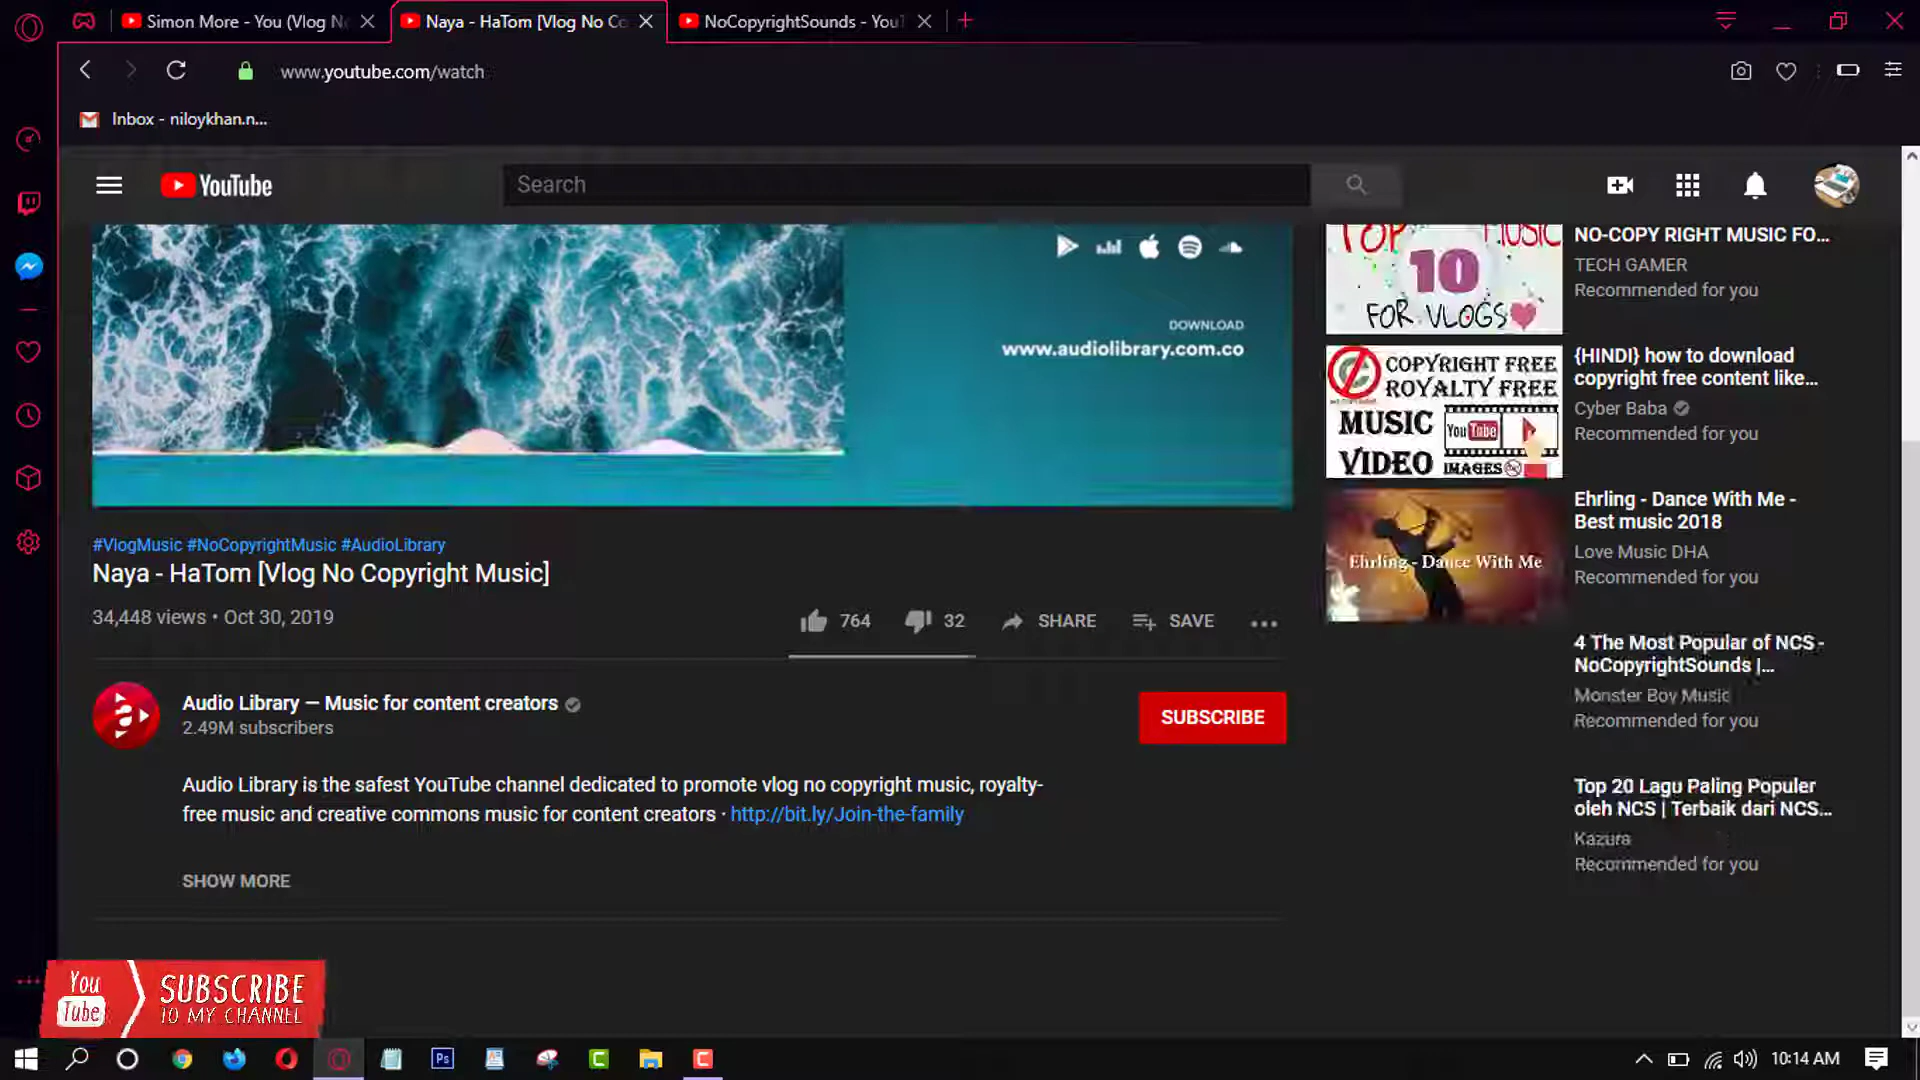 Simon More - You (Vlog N
Naya - HaTom [Vlog No Co
NoCopyrightSounds - YouT
www.youtube.com/watch
Inbox - niloykhan.n...
YouTube
Search
DOWNLOAD
www.audiolibrary.com.co
#VlogMusic #NoCopyrightMusic #AudioLibrary
Naya - HaTom [Vlog No Copyright Music]
34,448 views • Oct 30, 2019
764
32
SHARE
SAVE
Audio Library — Music for content creators
2.49M subscribers
SUBSCRIBE
Audio Library is the safest YouTube channel dedicated to promote vlog no copyright music, royalty-
free music and creative commons music for content creators · http://bit.ly/Join-the-family
SHOW MORE
TOP MUSIC
10
FOR VLOGS
NO-COPY RIGHT MUSIC FO...
TECH GAMER
Recommended for you
COPYRIGHT FREE
ROYALTY FREE
MUSIC
YouTube
VIDEO
IMAGES
{HINDI} how to download
copyright free content like...
Cyber Baba
Recommended for you
Ehrling - Dance With Me
Ehrling - Dance With Me -
Best music 2018
Love Music DHA
Recommended for you
4 The Most Popular of NCS -
NoCopyrightSounds |...
Monster Boy Music
Recommended for you
Top 20 Lagu Paling Populer
oleh NCS | Terbaik dari NCS...
Kazura
Recommended for you
You
Tube
SUBSCRIBE
TO MY CHANNEL
Ps
10:14 AM